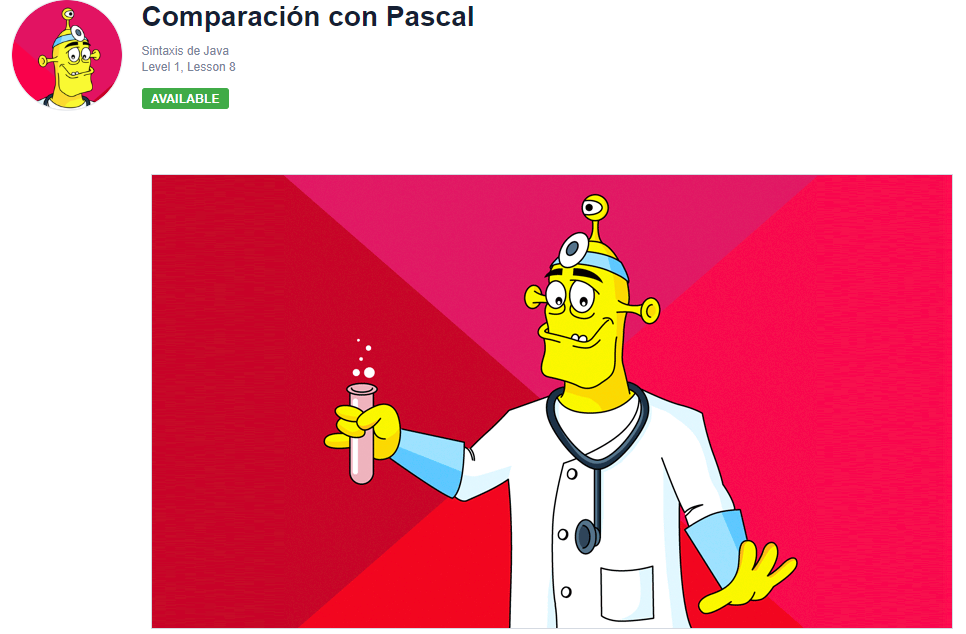 Comparación con Pascal
Sintaxis de Java
Level 1, Lesson 8
AVAILABLE